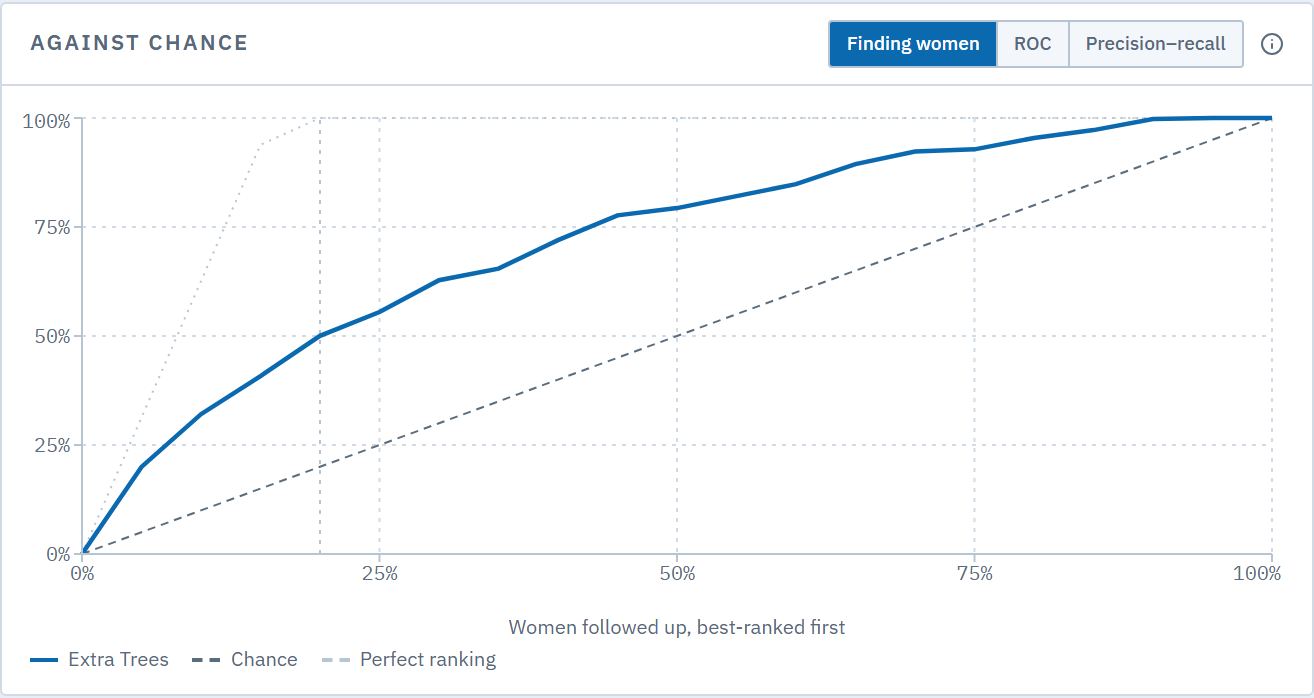 AGAINST CHANCE
Finding women
ROC
Precision–recall
100%
75%
50%
25%
0%
0%
25%
50%
75%
100%
Women followed up, best-ranked first
Extra Trees
Chance
Perfect ranking